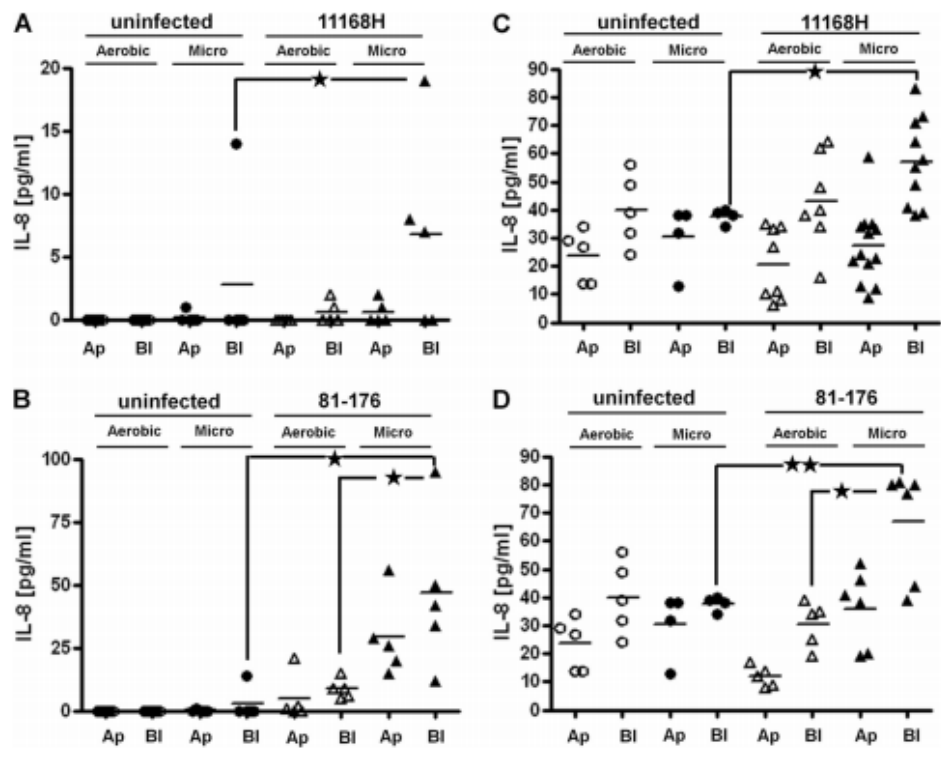 A
uninfected 11168H
Aerobic Micro Aerobic Micro
IL-8 [pg/ml]
20
15
10
5
0
Ap Bl Ap Bl Ap Bl Ap Bl
C
uninfected 11168H
Aerobic Micro Aerobic Micro
IL-8 [pg/ml]
90
80
70
60
50
40
30
20
10
0
Ap Bl Ap Bl Ap Bl Ap Bl
B
uninfected 81-176
Aerobic Micro Aerobic Micro
IL-8 [pg/ml]
100
75
50
25
0
Ap Bl Ap Bl Ap Bl Ap Bl
D
uninfected 81-176
Aerobic Micro Aerobic Micro
IL-8 [pg/ml]
90
80
70
60
50
40
30
20
10
0
Ap Bl Ap Bl Ap Bl Ap Bl